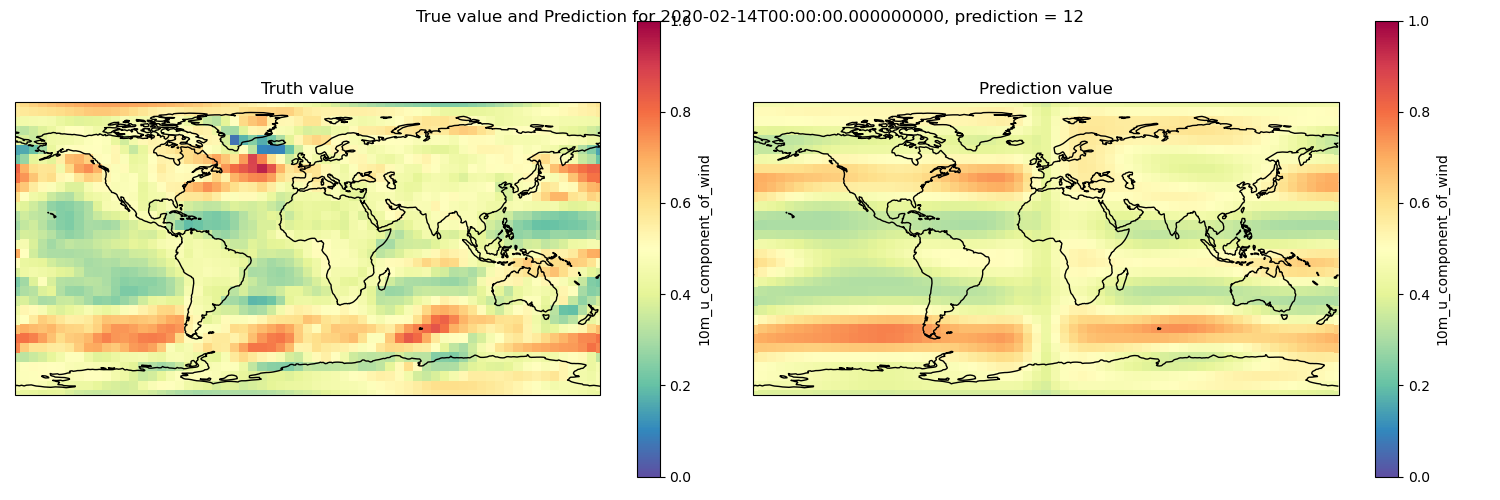 True value and Prediction for 2020-02-14T00:00:00.000000000, prediction = 12
Truth value
1.0
0.8
0.6
0.4
0.2
0.0
10m_u_component_of_wind
Prediction value
1.0
0.8
0.6
0.4
0.2
0.0
10m_u_component_of_wind